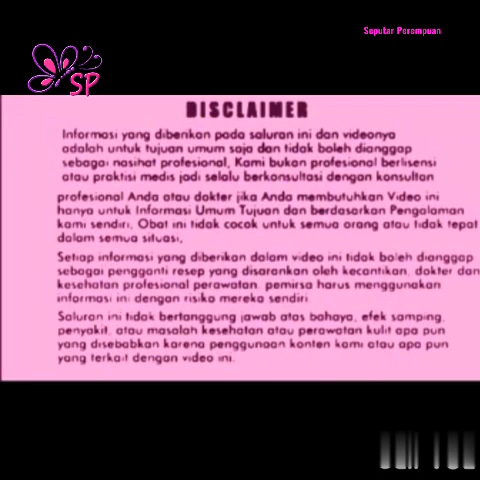 Seputar Perempuan
SP
DISCLAIMER
Informasi yang diberikan pada saluran ini dan videonya
adalah untuk tujuan umum saja dan tidak boleh dianggap
sebagai nasihat profesional, Kami bukan profesional berlisensi
atau praktisi medis jadi selalu berkonsultasi dengan konsultan
profesional Anda atau dokter jika Anda membutuhkan Video ini
hanya untuk Informasi Umum Tujuan dan berdasarkan Pengalaman
kami sendiri, Obat ini tidak cocok untuk semua orang atau tidak tepat
dalam semua situasi,
Setiap informasi yang diberikan dalam video ini tidak boleh dianggap
sebagai pengganti resep yang disarankan oleh kecantikan, dokter dan
kesehatan profesional perawatan. pemirsa harus menggunakan
informasi ini dengan risiko mereka sendiri.
Saluran ini tidak bertanggung jawab atas bahaya, efek samping,
penyakit, atau masalah kesehatan atau perawatan kulit apa pun
yang disebabkan karena penggunaan konten kami atau apa pun
yang terkait dengan video ini.